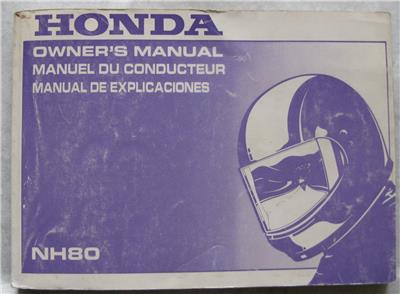 HONDA
OWNER'S MANUAL
MANUEL DU CONDUCTEUR
MANUAL DE EXPLICACIONES
NH80